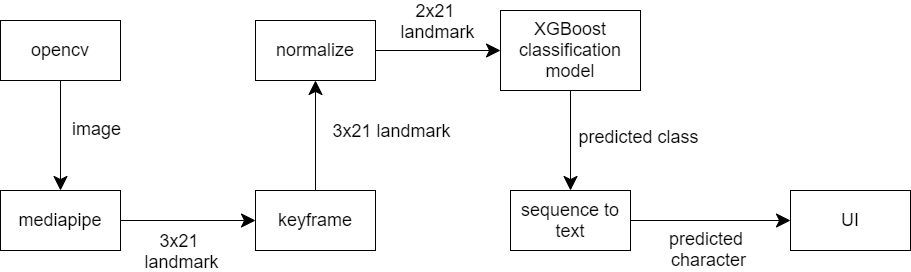 opencv
image
mediapipe
3x21
landmark
keyframe
3x21 landmark
normalize
2x21
landmark
XGBoost
classification
model
predicted class
sequence to
text
predicted
character
UI